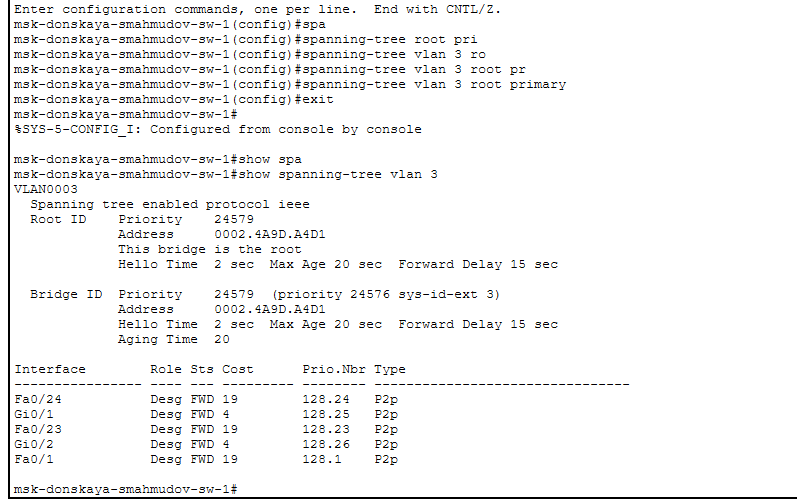 Enter configuration commands, one per line.  End with CNTL/Z.
msk-donskaya-smahmudov-sw-1(config)#spa
msk-donskaya-smahmudov-sw-1(config)#spanning-tree root pri
msk-donskaya-smahmudov-sw-1(config)#spanning-tree vlan 3 ro
msk-donskaya-smahmudov-sw-1(config)#spanning-tree vlan 3 root pr
msk-donskaya-smahmudov-sw-1(config)#spanning-tree vlan 3 root primary
msk-donskaya-smahmudov-sw-1(config)#exit
msk-donskaya-smahmudov-sw-1#
%SYS-5-CONFIG_I: Configured from console by console

msk-donskaya-smahmudov-sw-1#show spa
msk-donskaya-smahmudov-sw-1#show spanning-tree vlan 3
VLAN0003
  Spanning tree enabled protocol ieee
  Root ID    Priority    24579
             Address     0002.4A9D.A4D1
             This bridge is the root
             Hello Time  2 sec  Max Age 20 sec  Forward Delay 15 sec

  Bridge ID  Priority    24579  (priority 24576 sys-id-ext 3)
             Address     0002.4A9D.A4D1
             Hello Time  2 sec  Max Age 20 sec  Forward Delay 15 sec
             Aging Time  20

Interface        Role Sts Cost      Prio.Nbr Type
---------------- ---- --- --------- -------- --------------------------------
Fa0/24           Desg FWD 19        128.24   P2p
Gi0/1            Desg FWD 4         128.25   P2p
Fa0/23           Desg FWD 19        128.23   P2p
Gi0/2            Desg FWD 4         128.26   P2p
Fa0/1            Desg FWD 19        128.1    P2p

msk-donskaya-smahmudov-sw-1#